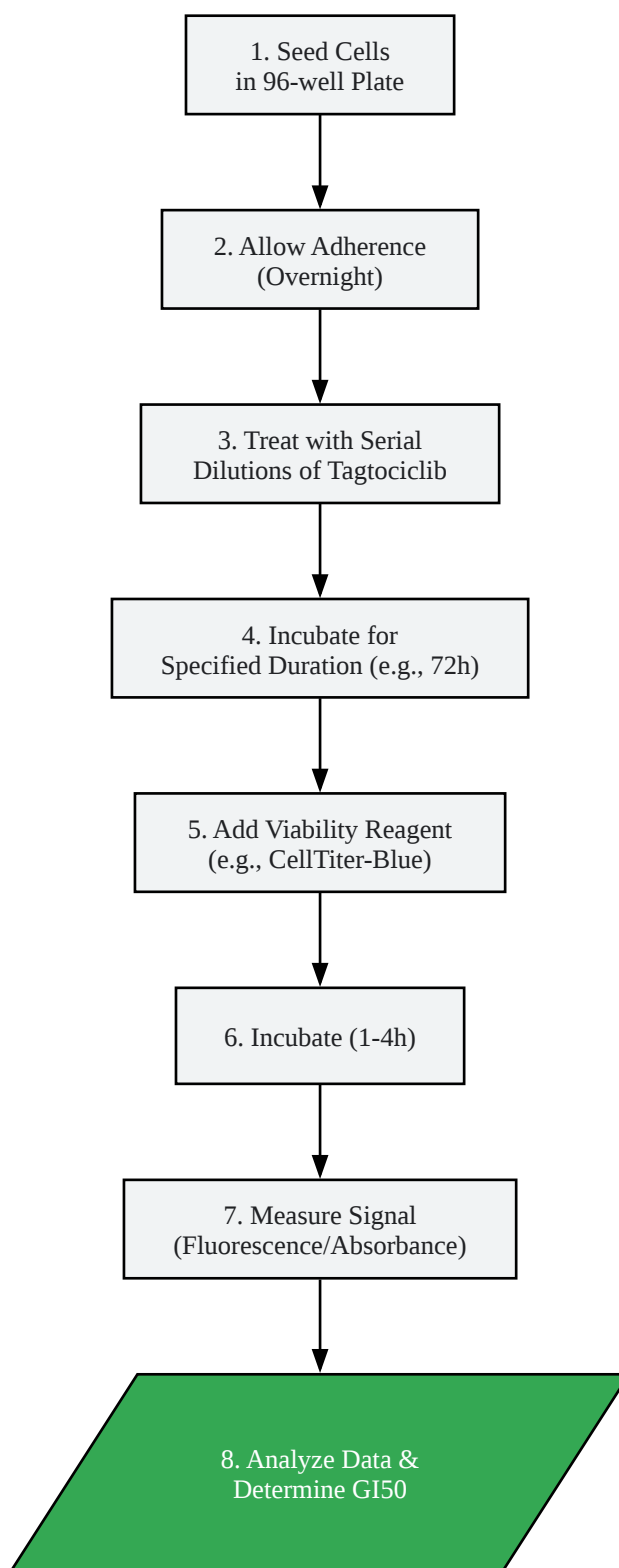 1. Seed Cells
in 96-well Plate
2. Allow Adherence
(Overnight)
3. Treat with Serial
Dilutions of Tagtociclib
4. Incubate for
Specified Duration (e.g., 72h)
5. Add Viability Reagent
(e.g., CellTiter-Blue)
6. Incubate (1-4h)
7. Measure Signal
(Fluorescence/Absorbance)
8. Analyze Data &
Determine GI50